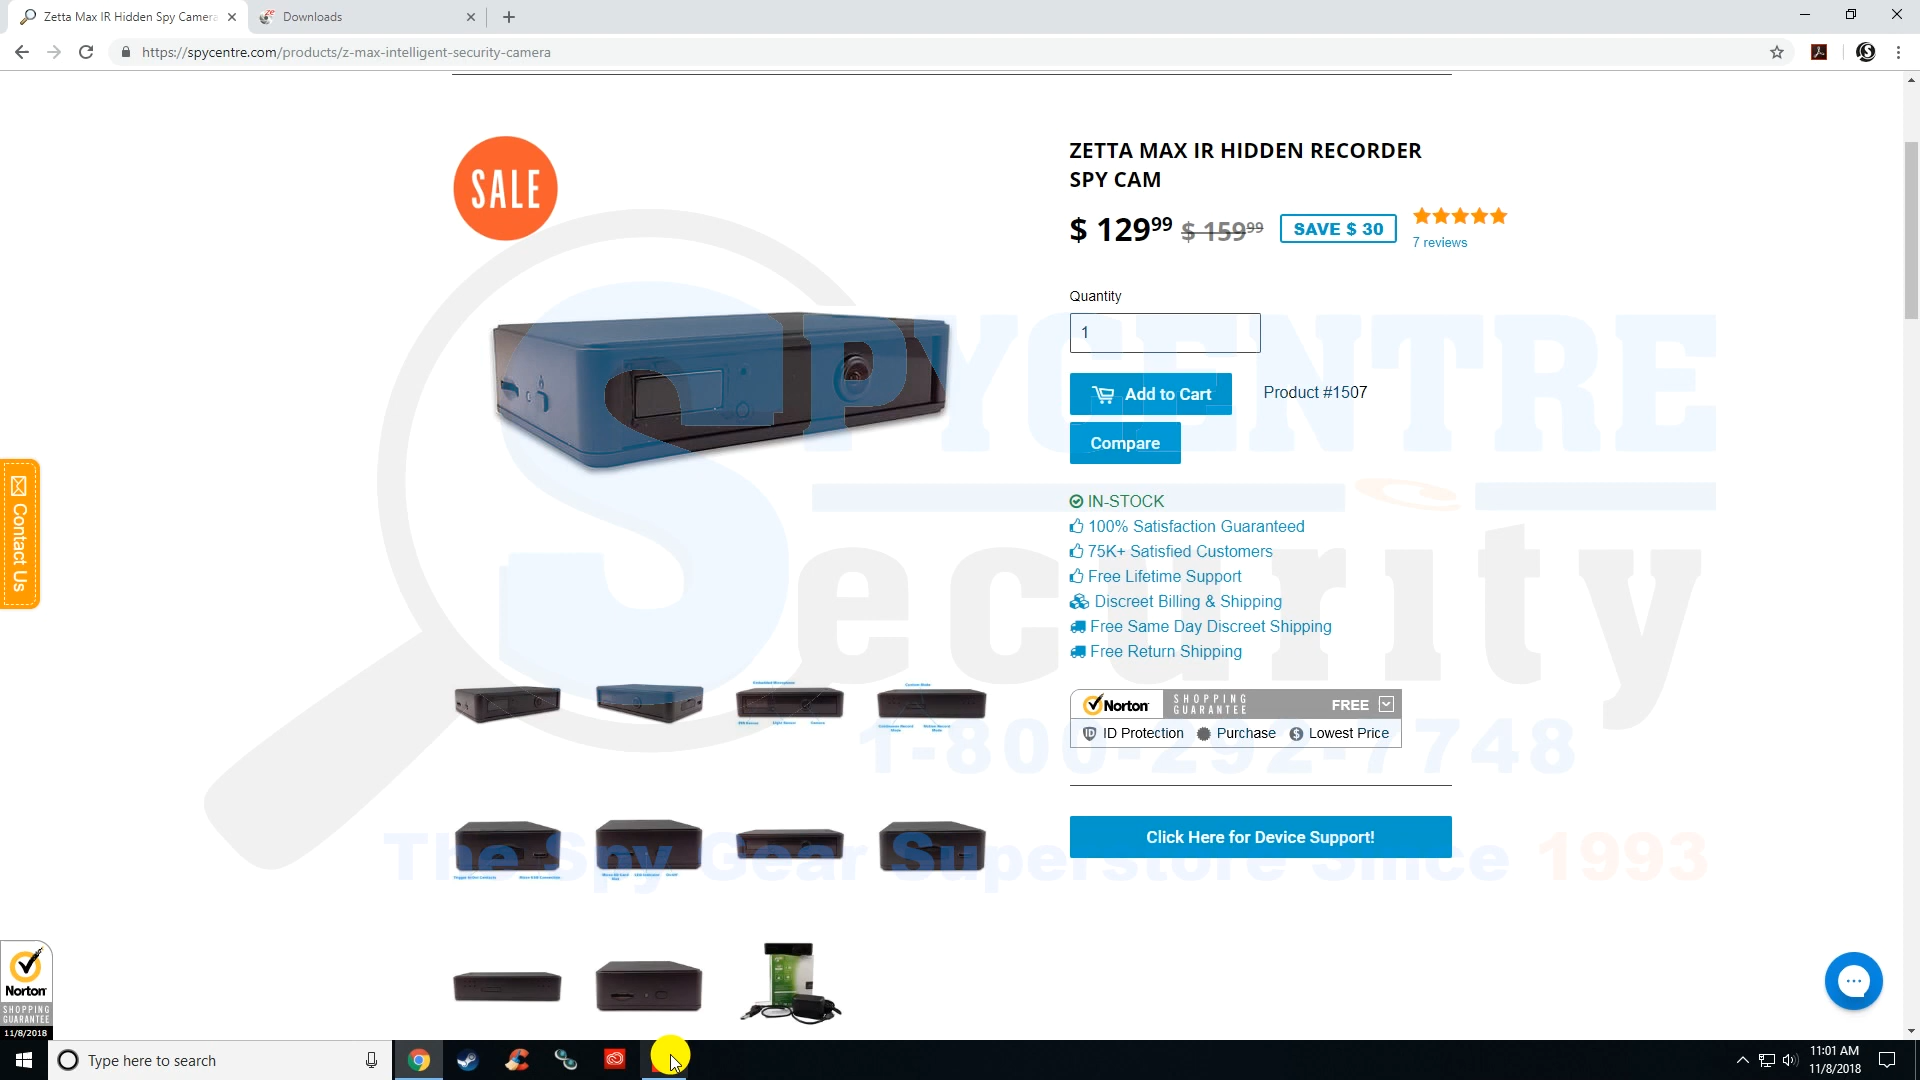 Zetta Max IR Hidden Spy Camera
Downloads
https://spycentre.com/products/z-max-intelligent-security-camera
SALE
ZETTA MAX IR HIDDEN RECORDER
SPY CAM
$ 129.99 $ 159.99 SAVE $ 30
7 reviews
Quantity
1
Add to Cart
Product #1507
Compare
IN-STOCK
100% Satisfaction Guaranteed
75K+ Satisfied Customers
Free Lifetime Support
Discreet Billing & Shipping
Free Same Day Discreet Shipping
Free Return Shipping
Norton SHOPPING GUARANTEE FREE
ID Protection Purchase Lowest Price
Click Here for Device Support!
Contact Us
SPYCENTRE
Security
1-800-292-7748
The Spy Gear Superstore Since 1993
Norton
SHOPPING
GUARANTEE
11/8/2018
Type here to search
11:01 AM
11/8/2018